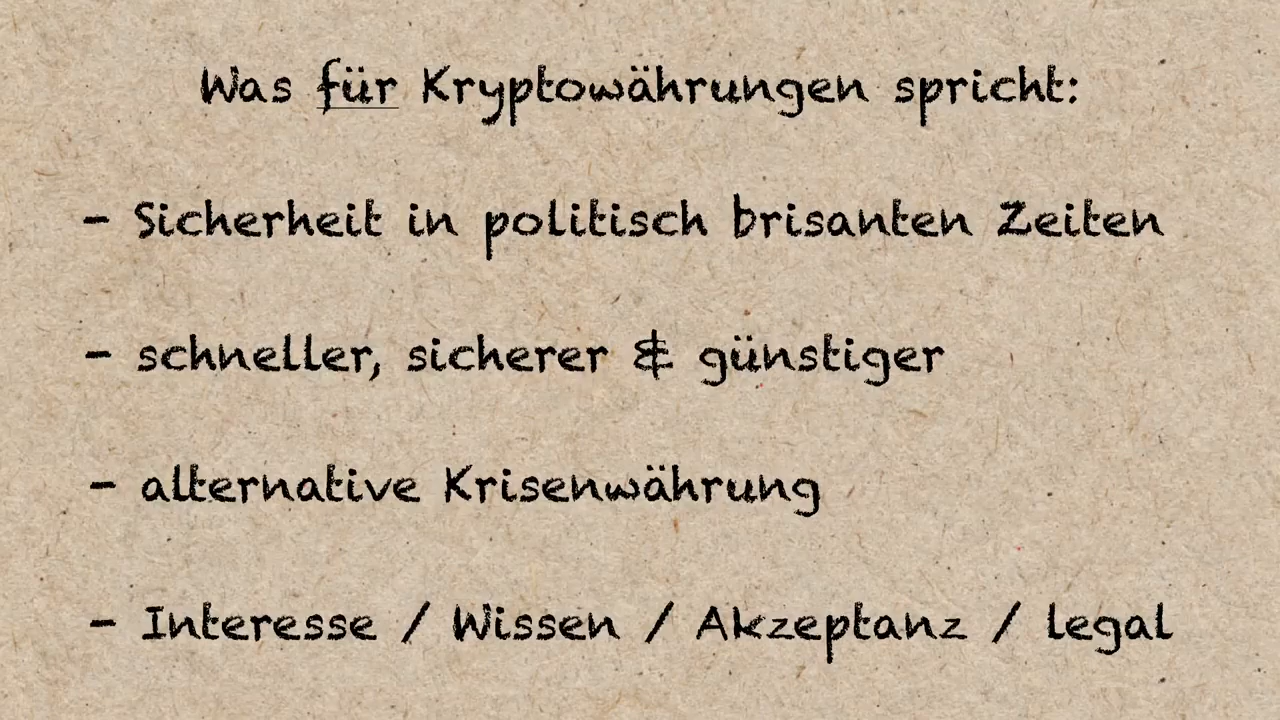 Was für Kryptowährungen spricht:
- Sicherheit in politisch brisanten Zeiten
- schneller, sicherer & günstiger
- alternative Krisenwährung
- Interesse / Wissen / Akzeptanz / legal